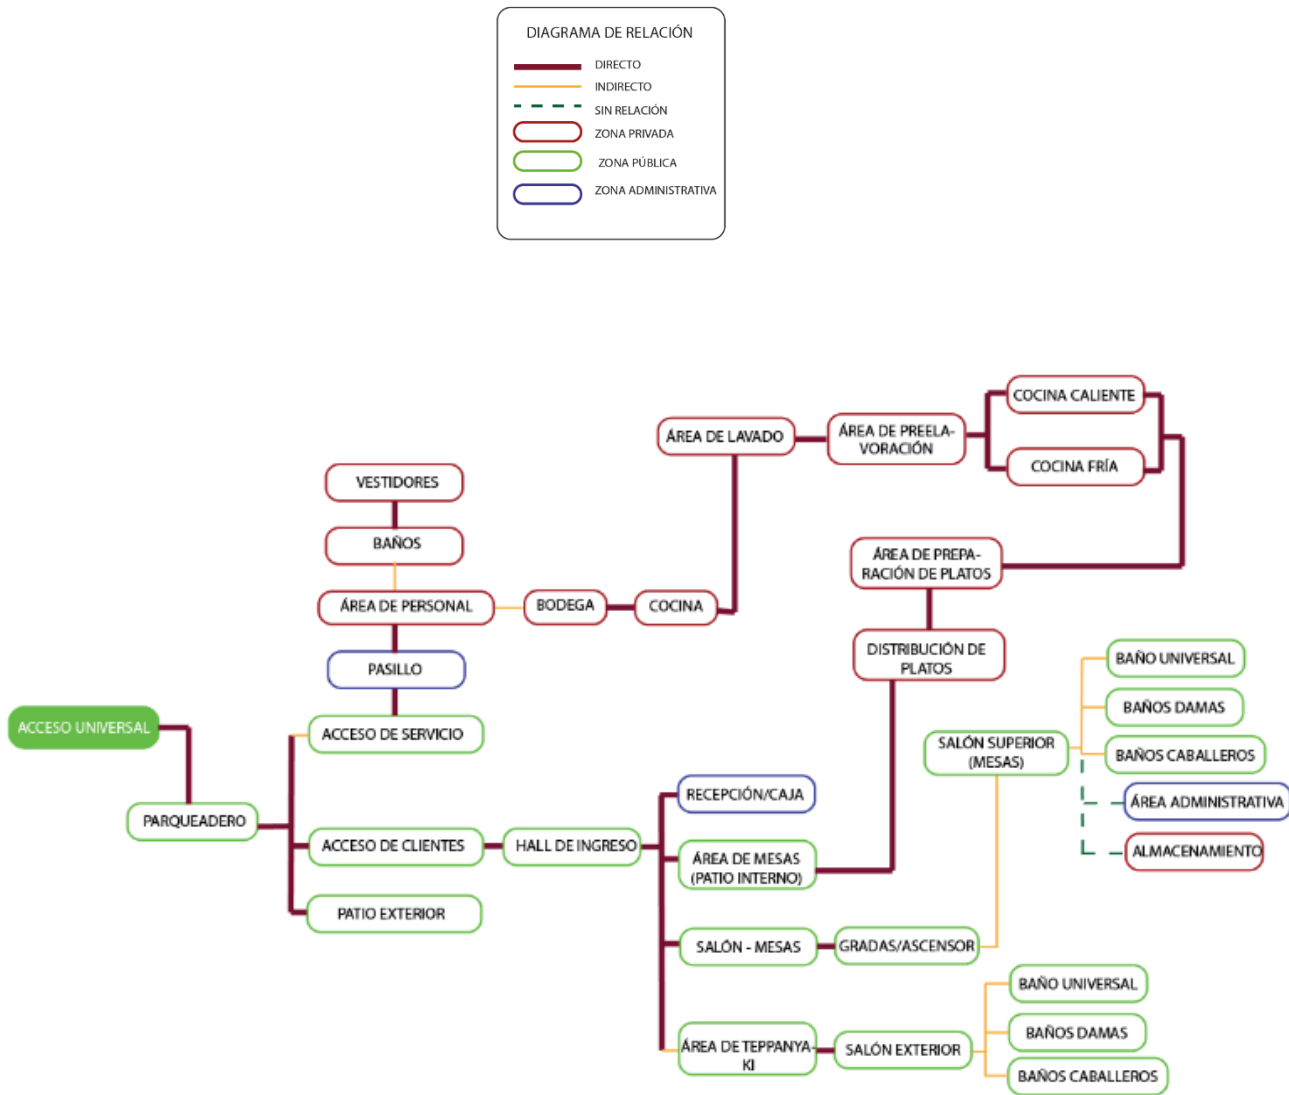 DIAGRAMA DE RELACIÓN
DIRECTO
INDIRECTO
SIN RELACIÓN
ZONA PRIVADA
ZONA PÚBLICA
ZONA ADMINISTRATIVA
COCINA CALIENTE
ÁREA DE LAVADO
ÁREA DE PREELA-
VORACIÓN
COCINA FRÍA
VESTIDORES
BAÑOS
ÁREA DE PREPA-
RACIÓN DE PLATOS
ÁREA DE PERSONAL
BODEGA
COCINA
DISTRIBUCIÓN DE
PLATOS
PASILLO
BAÑO UNIVERSAL
BAÑOS DAMAS
ACCESO UNIVERSAL
ACCESO DE SERVICIO
SALÓN SUPERIOR
(MESAS)
BAÑOS CABALLEROS
RECEPCIÓN/CAJA
ÁREA ADMINISTRATIVA
PARQUEADERO
ACCESO DE CLIENTES
HALL DE INGRESO
ÁREA DE MESAS
(PATIO INTERNO)
ALMACENAMIENTO
PATIO EXTERIOR
SALÓN - MESAS
GRADAS/ASCENSOR
BAÑO UNIVERSAL
BAÑOS DAMAS
ÁREA DE TEPPANYA-
KI
SALÓN EXTERIOR
BAÑOS CABALLEROS